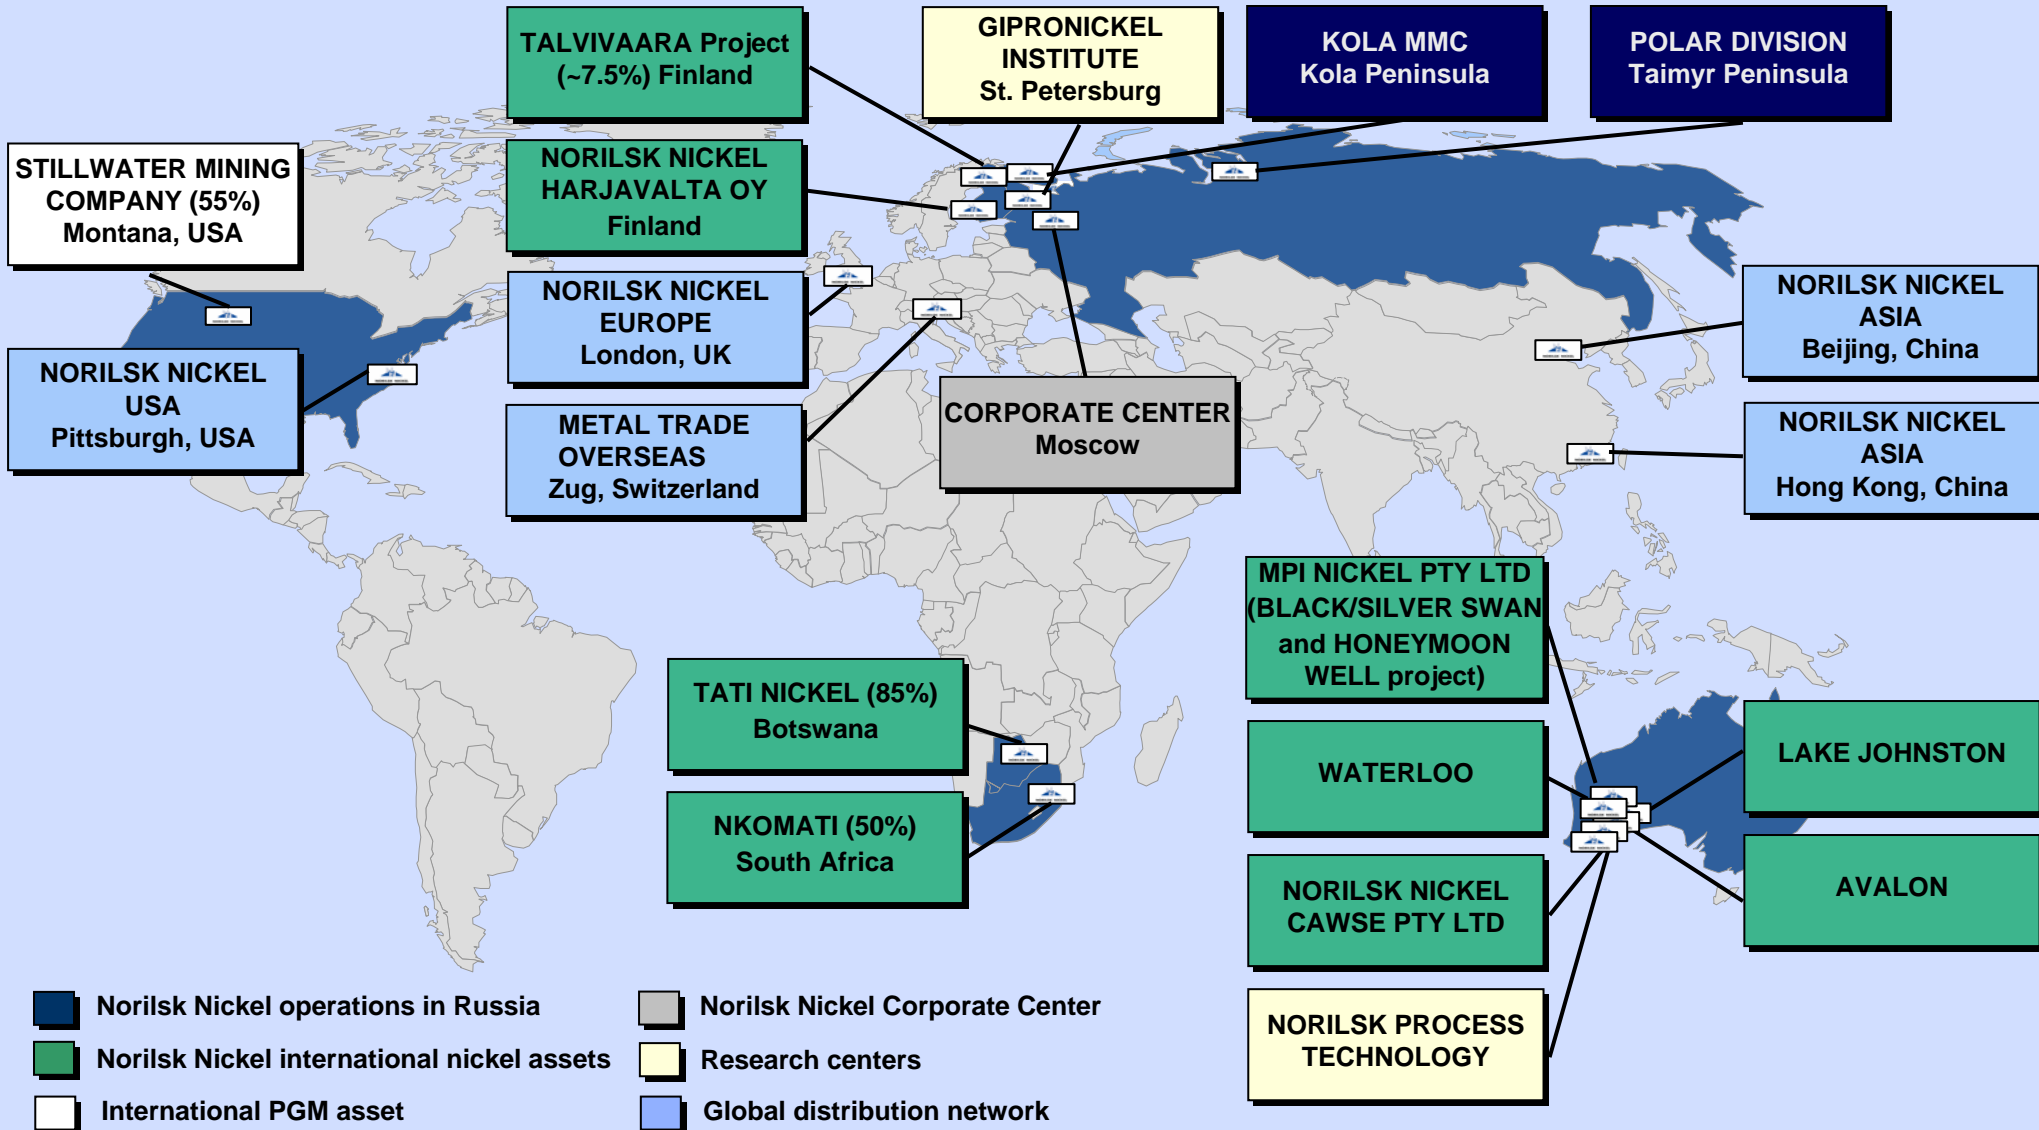 TALVIVAARA Project
(~7.5%) Finland
GIPRONICKEL
INSTITUTE
St. Petersburg
KOLA MMC
Kola Peninsula
POLAR DIVISION
Taimyr Peninsula
STILLWATER MINING
COMPANY (55%)
Montana, USA
NORILSK NICKEL
HARJAVALTA OY
Finland
NORILSK NICKEL
EUROPE
London, UK
NORILSK NICKEL
ASIA
Beijing, China
NORILSK NICKEL
USA
Pittsburgh, USA
METAL TRADE
OVERSEAS
Zug, Switzerland
CORPORATE CENTER
Moscow
NORILSK NICKEL
ASIA
Hong Kong, China
MPI NICKEL PTY LTD
(BLACK/SILVER SWAN
and HONEYMOON
WELL project)
TATI NICKEL (85%)
Botswana
WATERLOO
LAKE JOHNSTON
NKOMATI (50%)
South Africa
NORILSK NICKEL
CAWSE PTY LTD
AVALON
NORILSK PROCESS
TECHNOLOGY
Norilsk Nickel operations in Russia
Norilsk Nickel international nickel assets
International PGM asset
Norilsk Nickel Corporate Center
Research centers
Global distribution network